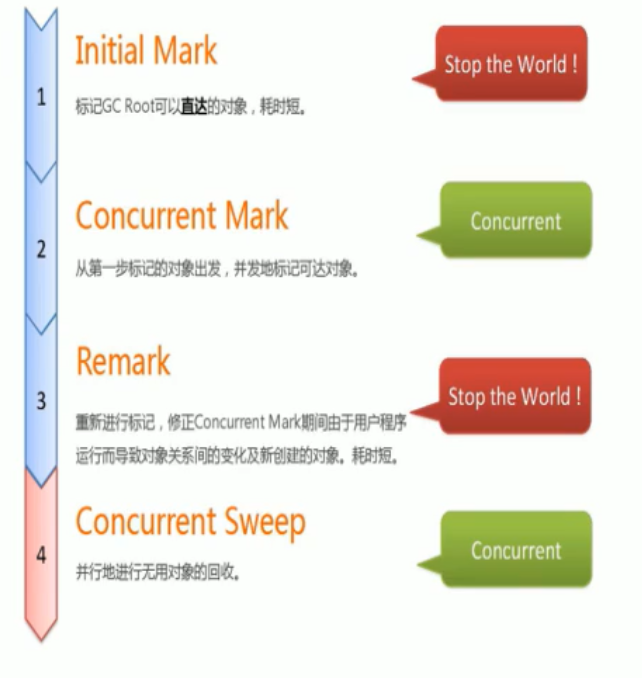 1
Initial Mark
Stop the World !
标记GC Root可以直达的对象，耗时短。
2
Concurrent Mark
Concurrent
从第一步标记的对象出发，并发地标记可达对象。
3
Remark
Stop the World !
重新进行标记，修正Concurrent Mark期间由于用户程序
运行而导致对象关系间的变化及新创建的对象。耗时短。
4
Concurrent Sweep
Concurrent
并行地进行无用对象的回收。